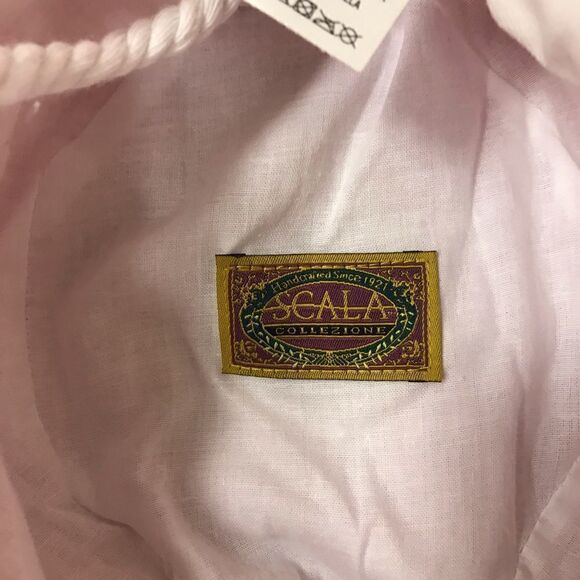 Handcrafted Since 1921
SCALA
COLLEZIONE